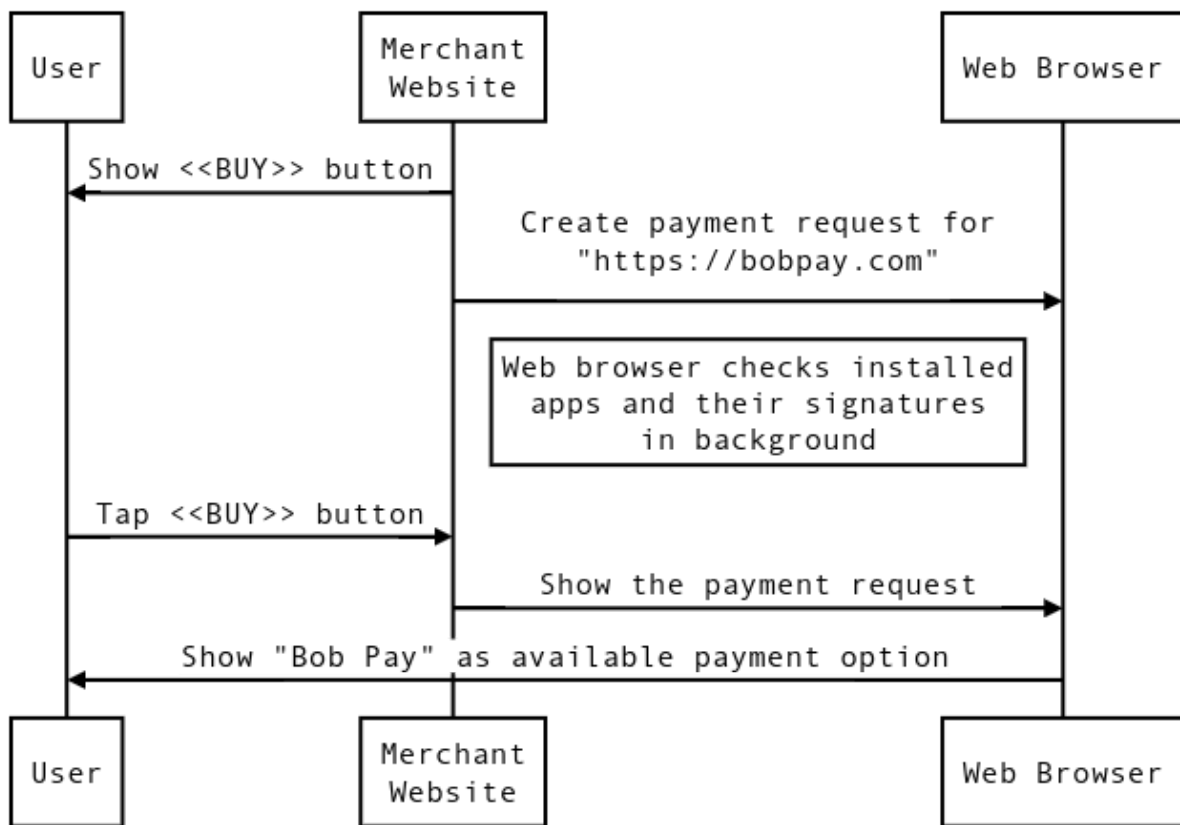 User
Merchant
Website
Web Browser
Show <<BUY>> button
Create payment request for
"https://bobpay.com"
Web browser checks installed
apps and their signatures
in background
Tap <<BUY>> button
Show the payment request
Show "Bob Pay" as available payment option
User
Merchant
Website
Web Browser